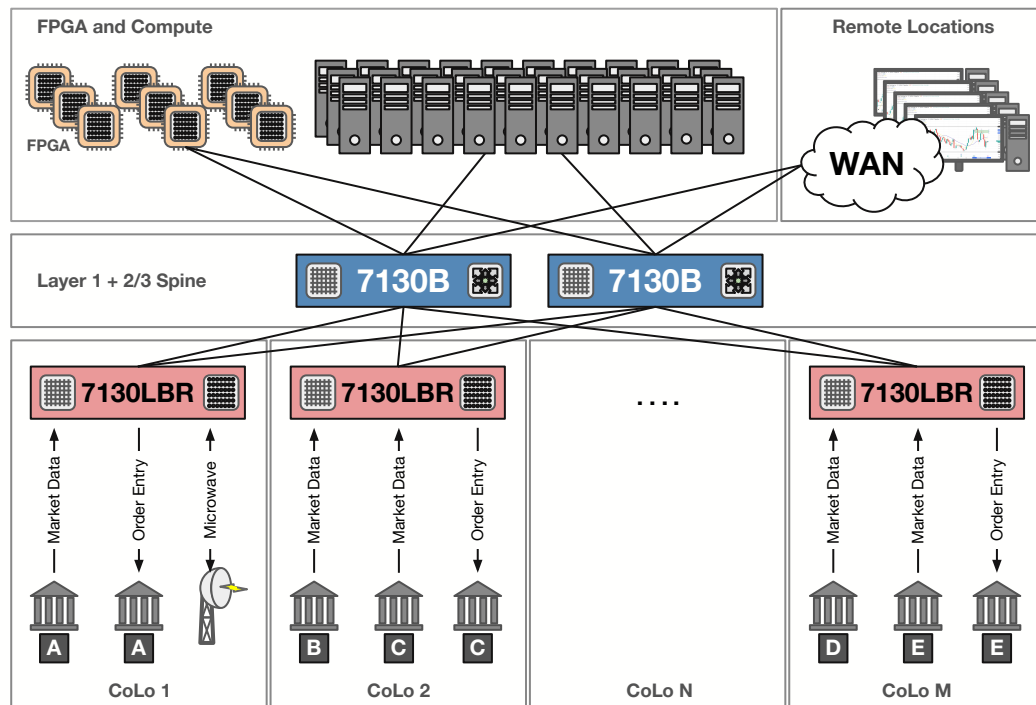 FPGA and Compute
Remote Locations
FPGA
WAN
Layer 1 + 2/3 Spine
7130B
7130B
7130LBR
7130LBR
....
7130LBR
Market Data
Order Entry
Microwave
Market Data
Market Data
Order Entry
Market Data
Market Data
Order Entry
A
A
B
C
C
D
E
E
CoLo 1
CoLo 2
CoLo N
CoLo M